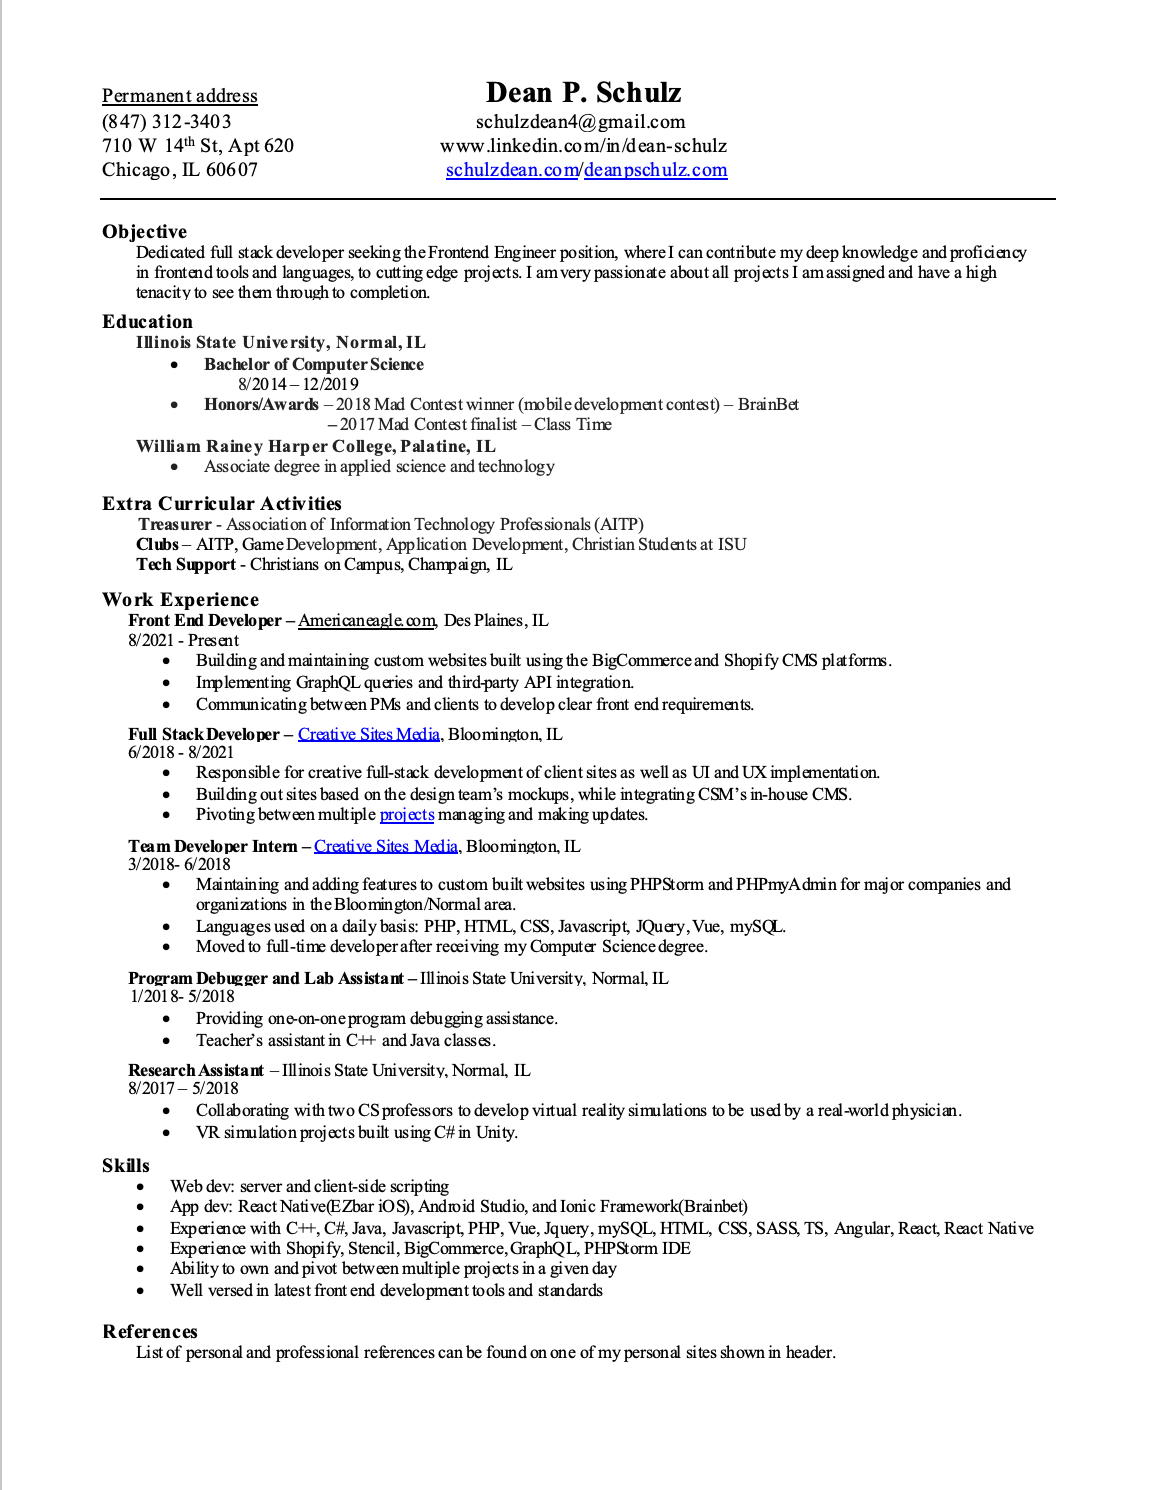 Permanent address
Dean P. Schulz
(847) 312-3403
schulzdean4@gmail.com
710 W 14th St, Apt 620
www.linkedin.com/in/dean-schulz
Chicago, IL 60607
schulzdean.com/deanpschulz.com
Objective
Dedicated full stack developer seeking the Frontend Engineer position, where I can contribute my deep knowledge and proficiency
in frontend tools and languages, to cutting edge projects. I am very passionate about all projects I am assigned and have a high
tenacity to see them through to completion.
Education
Illinois State University, Normal, IL
• Bachelor of Computer Science
8/2014 – 12/2019
• Honors/Awards – 2018 Mad Contest winner (mobile development contest) – BrainBet
– 2017 Mad Contest finalist – Class Time
William Rainey Harper College, Palatine, IL
• Associate degree in applied science and technology
Extra Curricular Activities
Treasurer - Association of Information Technology Professionals (AITP)
Clubs – AITP, Game Development, Application Development, Christian Students at ISU
Tech Support - Christians on Campus, Champaign, IL
Work Experience
Front End Developer – Americaneagle.com, Des Plaines, IL
8/2021 - Present
• Building and maintaining custom websites built using the BigCommerce and Shopify CMS platforms.
• Implementing GraphQL queries and third-party API integration.
• Communicating between PMs and clients to develop clear front end requirements.
Full Stack Developer – Creative Sites Media, Bloomington, IL
6/2018 - 8/2021
• Responsible for creative full-stack development of client sites as well as UI and UX implementation.
• Building out sites based on the design team's mockups, while integrating CSM's in-house CMS.
• Pivoting between multiple projects managing and making updates.
Team Developer Intern – Creative Sites Media, Bloomington, IL
3/2018- 6/2018
• Maintaining and adding features to custom built websites using PHPStorm and PHPmyAdmin for major companies and
organizations in the Bloomington/Normal area.
• Languages used on a daily basis: PHP, HTML, CSS, Javascript, JQuery, Vue, mySQL.
• Moved to full-time developer after receiving my Computer Science degree.
Program Debugger and Lab Assistant – Illinois State University, Normal, IL
1/2018- 5/2018
• Providing one-on-one program debugging assistance.
• Teacher's assistant in C++ and Java classes.
Research Assistant – Illinois State University, Normal, IL
8/2017 – 5/2018
• Collaborating with two CS professors to develop virtual reality simulations to be used by a real-world physician.
• VR simulation projects built using C# in Unity.
Skills
• Web dev: server and client-side scripting
• App dev: React Native(EZbar iOS), Android Studio, and Ionic Framework(Brainbet)
• Experience with C++, C#, Java, Javascript, PHP, Vue, Jquery, mySQL, HTML, CSS, SASS, TS, Angular, React, React Native
• Experience with Shopify, Stencil, BigCommerce, GraphQL, PHPStorm IDE
• Ability to own and pivot between multiple projects in a given day
• Well versed in latest front end development tools and standards
References
List of personal and professional references can be found on one of my personal sites shown in header.